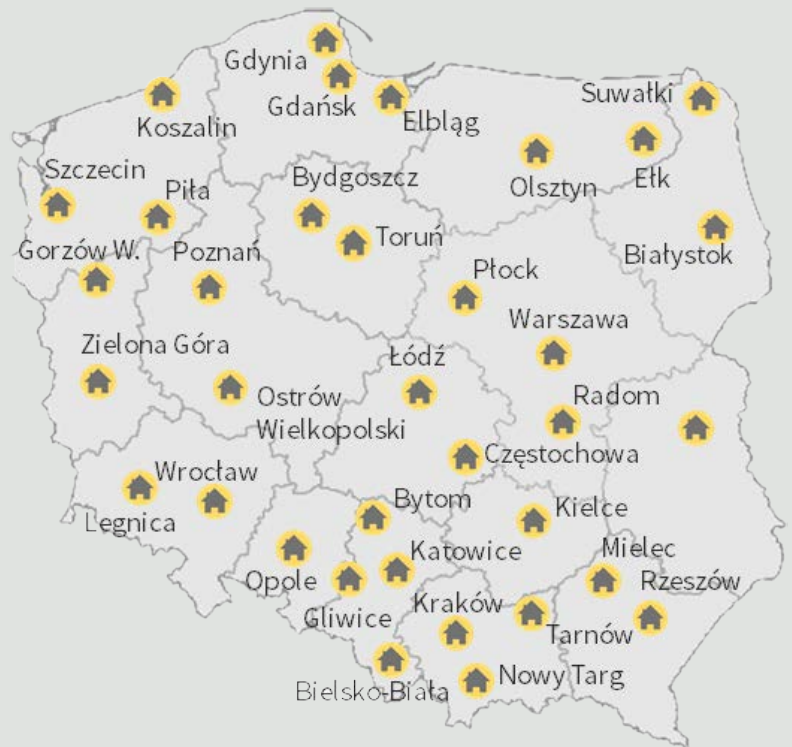 Gdynia
Gdańsk
Suwałki
Koszalin
Elbląg
Szczecin
Piła
Bydgoszcz
Olsztyn
Ełk
Gorzów W.
Poznań
Toruń
Białystok
Płock
Warszawa
Zielona Góra
Łódź
Ostrów
Wielkopolski
Radom
Częstochowa
Wrocław
Legnica
Bytom
Kielce
Opole
Katowice
Mielec
Rzeszów
Gliwice
Kraków
Tarnów
Bielsko-Biała
Nowy Targ